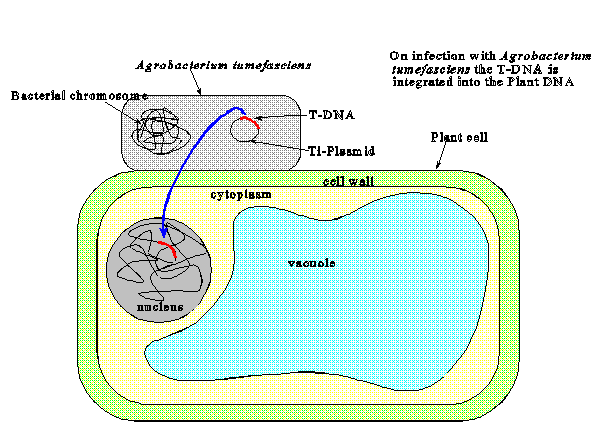 On infection with Agrobacterium
tumefasciens the T-DNA is
integrated into the Plant DNA
Agrobacterium tumefasciens
Bacterial chromosome
T-DNA
Ti-Plasmid
Plant cell
cell wall
cytoplasm
vacuole
nucleus